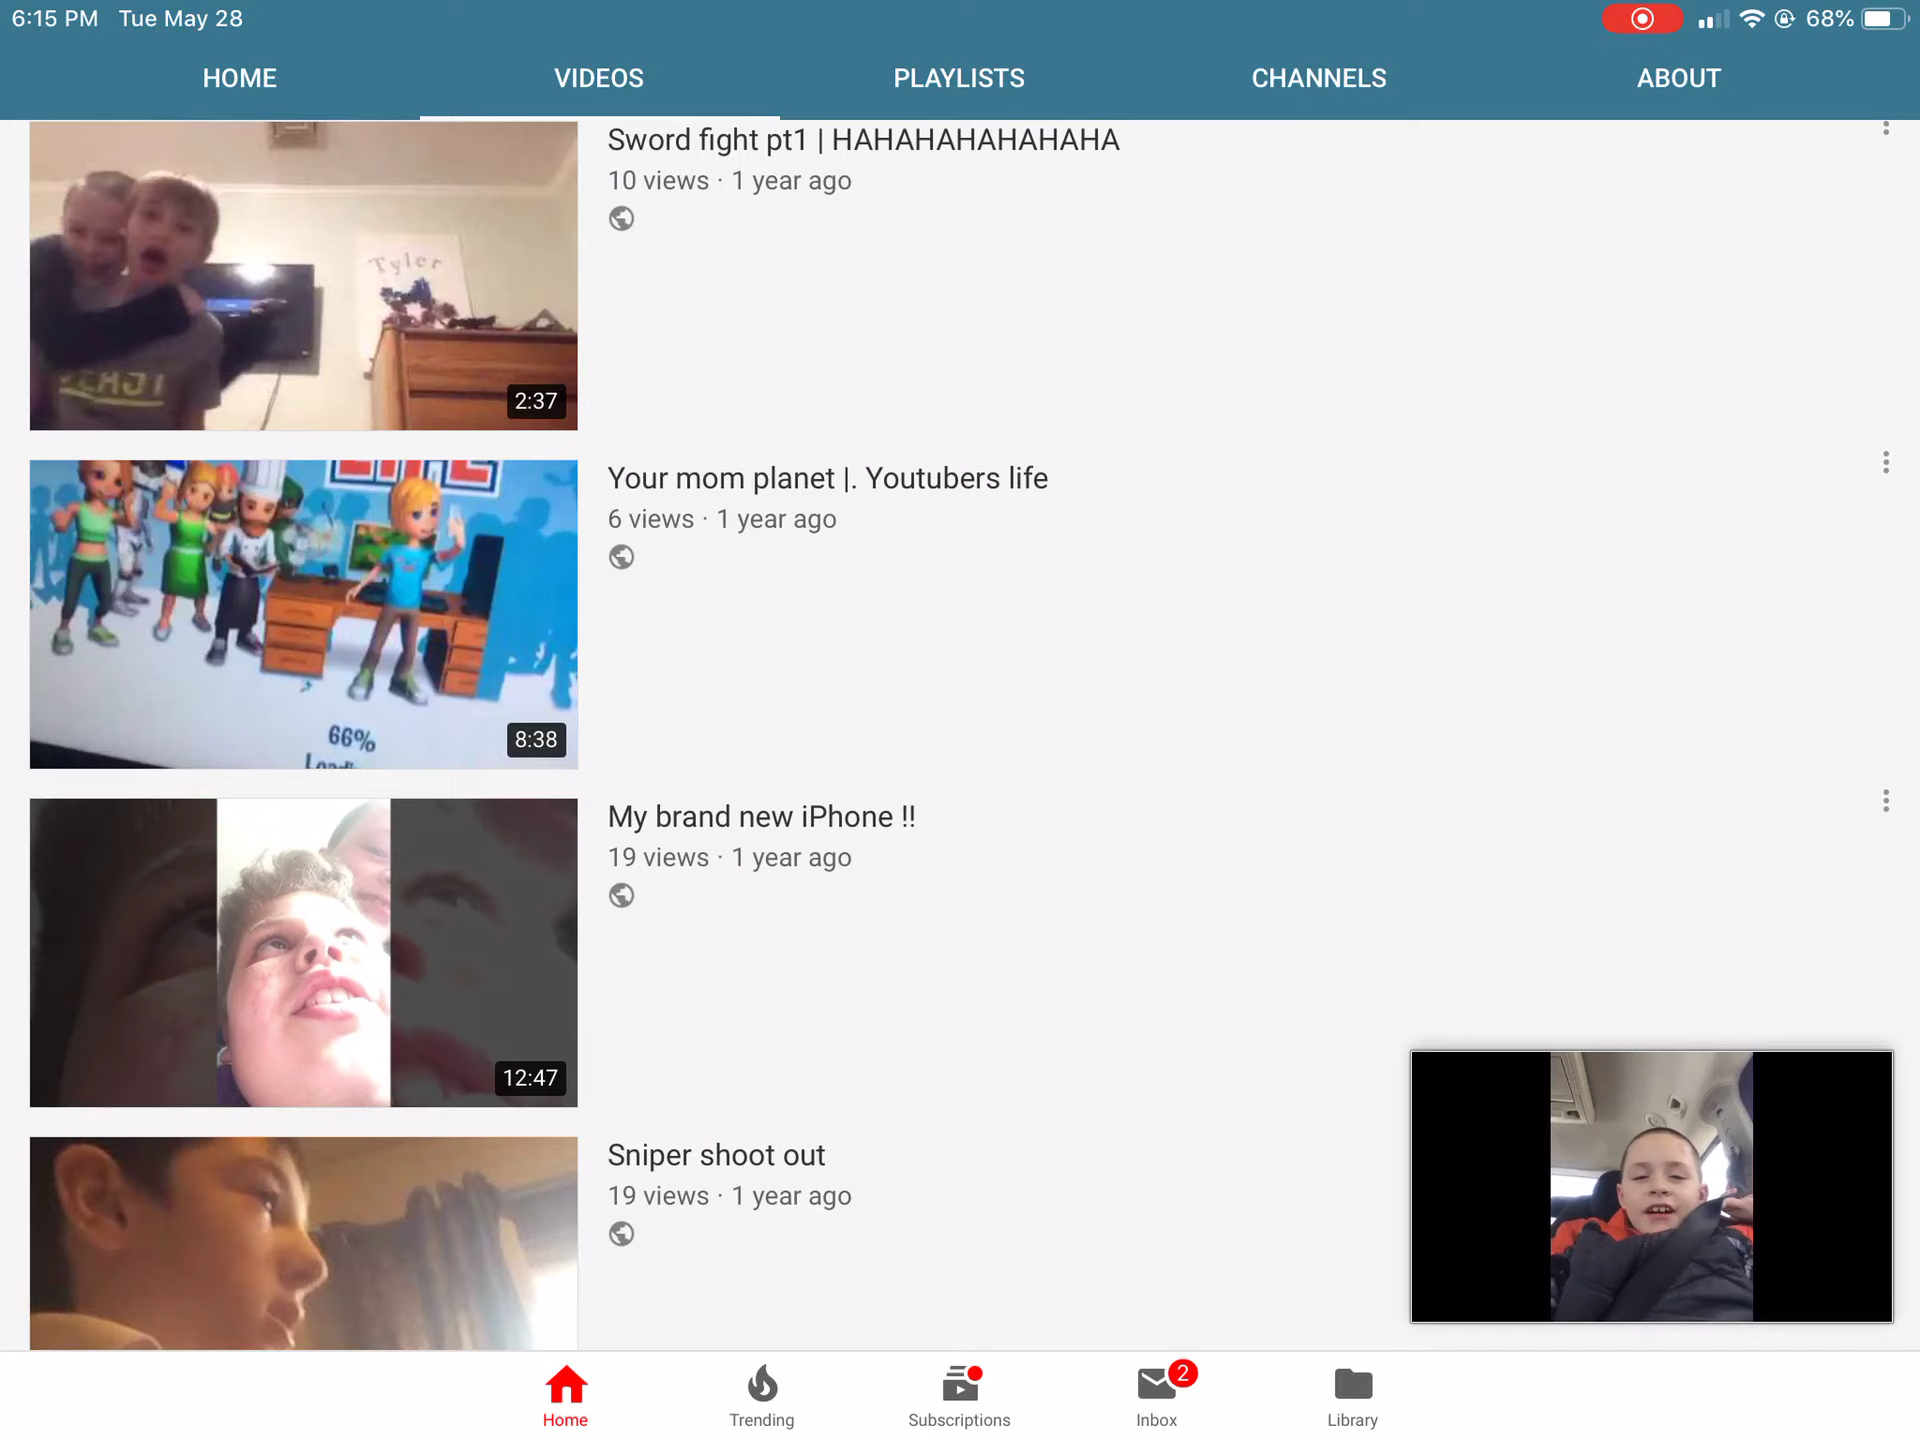 6:15 PM Tue May 28
68%
HOME VIDEOS PLAYLISTS CHANNELS ABOUT
Sword fight pt1 | HAHAHAHAHAHAHA
10 views · 1 year ago
Tyler
2:37
Your mom planet |. Youtubers life
6 views · 1 year ago
66%
8:38
My brand new iPhone !!
19 views · 1 year ago
12:47
Sniper shoot out
19 views · 1 year ago
2
Home Trending Subscriptions Inbox Library